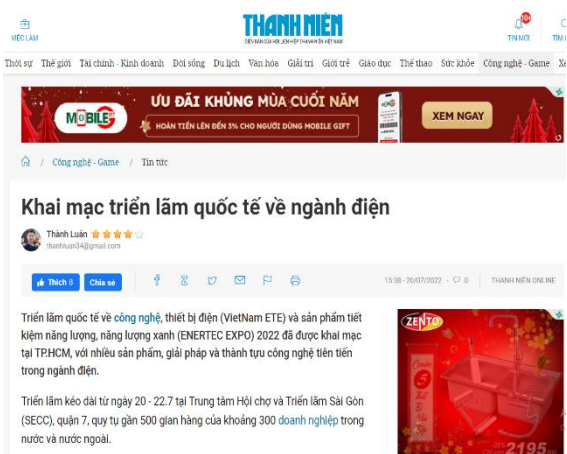 THANH NIÊN
VIỆC LÀM
TIN MỚI
Thời sự Thế giới Tài chính - Kinh doanh Đời sống Du lịch Văn hóa Giải trí Giới trẻ Giáo dục Thể thao Sức khỏe Công nghệ - Game
MOBILE
ƯU ĐÃI KHỦNG MÙA CUỐI NĂM
HOÀN TIỀN LÊN ĐẾN 3% CHO NGƯỜI DÙNG MOBILE GIFT
XEM NGAY
/ Công nghệ - Game / Tin tức
Khai mạc triển lãm quốc tế về ngành điện
Thành Luân
thanhluan34@gmail.com
Thích 8 Chia sẻ
15:38 - 20/07/2022 - 0 THANH NIÊN ONLINE
Triển lãm quốc tế về công nghệ, thiết bị điện (VietNam ETE) và sản phẩm tiết
kiệm năng lượng, năng lượng xanh (ENERTEC EXPO) 2022 đã được khai mạc
tại TP.HCM, với nhiều sản phẩm, giải pháp và thành tựu công nghệ tiên tiến
trong ngành điện.
Triển lãm kéo dài từ ngày 20 - 22.7 tại Trung tâm Hội chợ và Triển lãm Sài Gòn
(SECC), quận 7, quy tụ gần 500 gian hàng của khoảng 300 doanh nghiệp trong
nước và nước ngoài.
ZENTO
Combo
5
2195